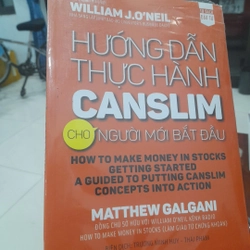 WILLIAM J.O'NEIL
HƯỚNG DẪN
THỰC HÀNH
CANSLIM
CHO NGƯỜI MỚI BẮT ĐẦU
HOW TO MAKE MONEY IN STOCKS
GETTING STARTED
A GUIDED TO PUTTING CANSLIM
CONCEPTS INTO ACTION
MATTHEW GALGANI